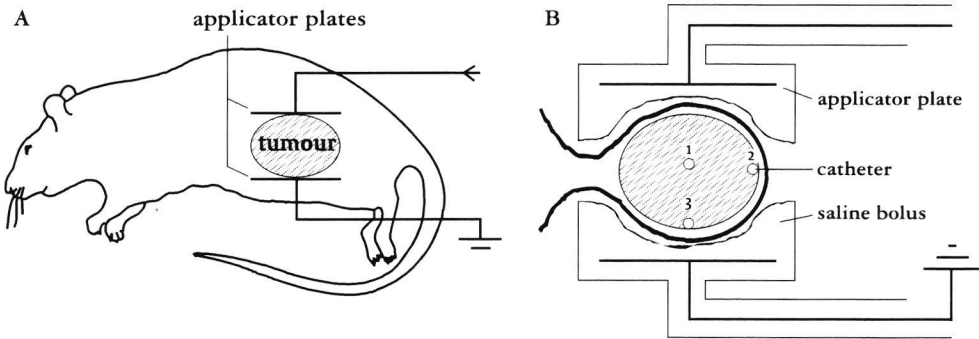 A
applicator plates
tumour
B
applicator plate
1
2
catheter
3
saline bolus